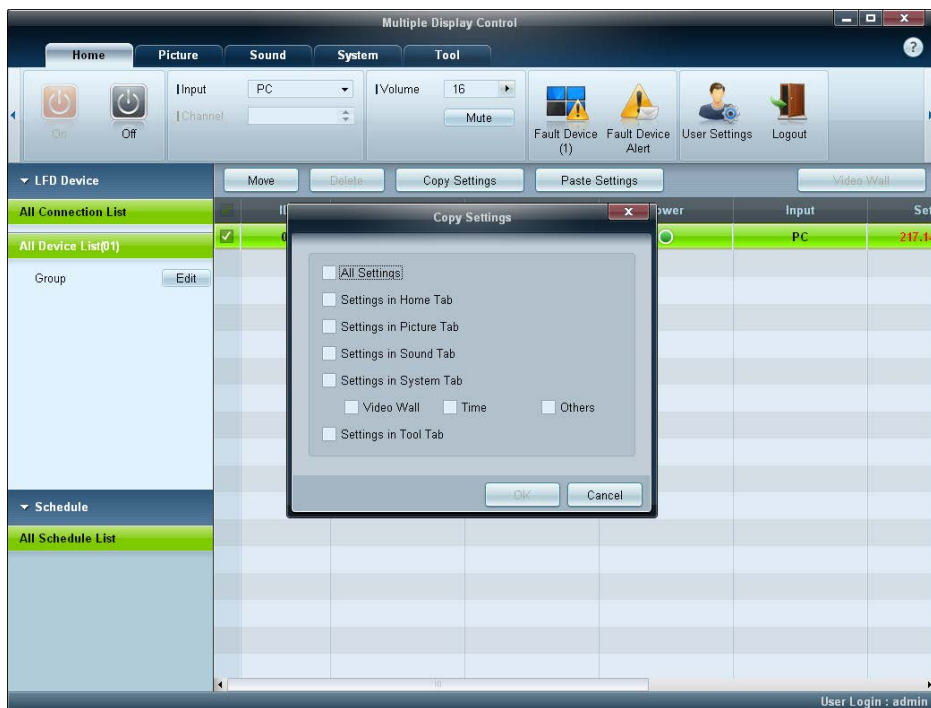 Multiple Display Control
Home Picture Sound System Tool
?
Input PC Volume 16
Channel Mute
On Off
Fault Device (1)
Fault Device Alert
User Settings
Logout
LFD Device
Move Delete Copy Settings Paste Settings Video Wall
All Connection List
Input
All Device List(01)
PC
Group Edit
Copy Settings
All Settings
Settings in Home Tab
Settings in Picture Tab
Settings in Sound Tab
Settings in System Tab
Video Wall Time Others
Settings in Tool Tab
OK Cancel
Schedule
All Schedule List
User Login : admin